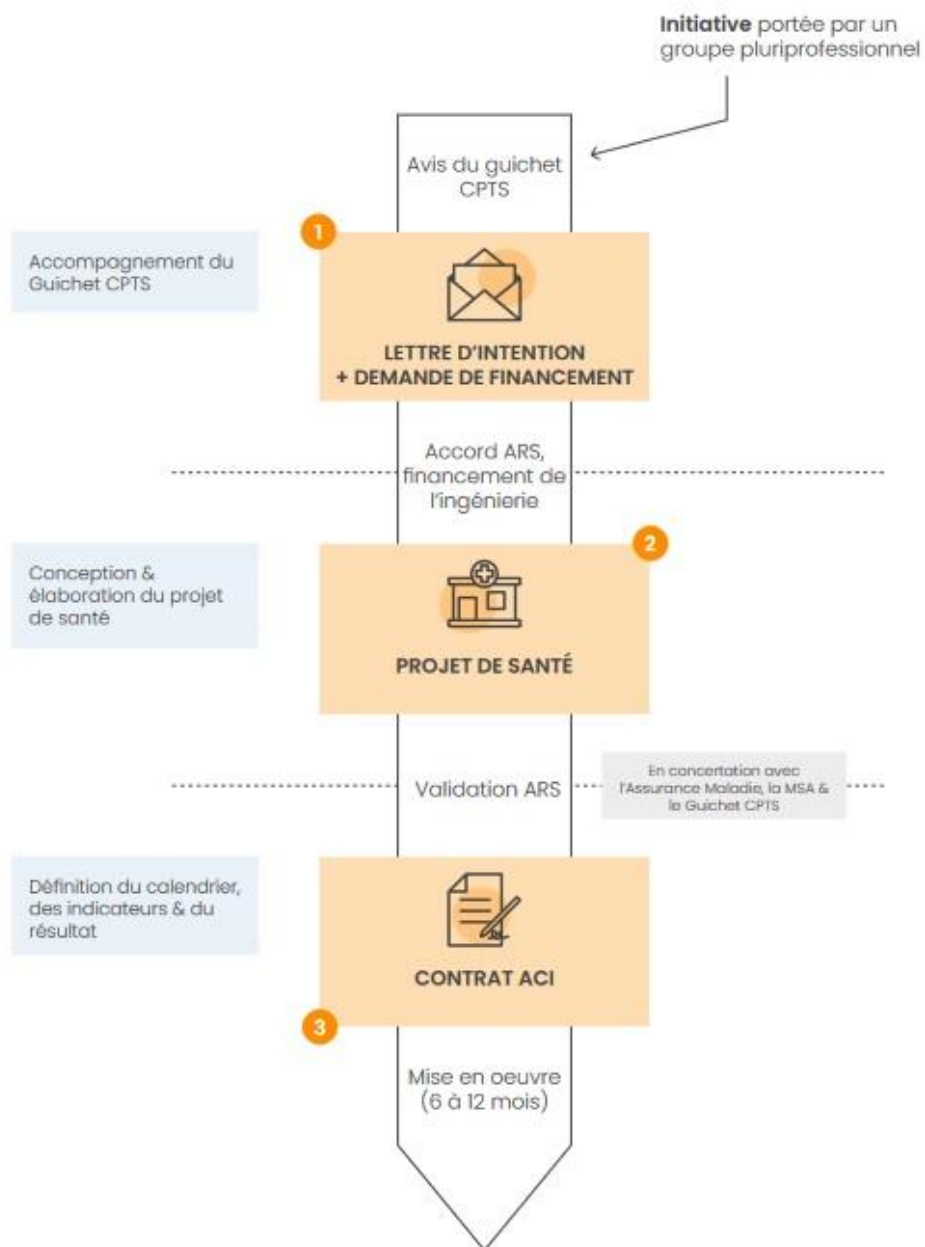 Initiative portée par un
groupe pluriprofessionnel
Avis du guichet
CPTS
1
Accompagnement du
Guichet CPTS
LETTRE D'INTENTION
+ DEMANDE DE FINANCEMENT
Accord ARS,
financement de
l'ingénierie
2
Conception &
élaboration du projet
de santé
PROJET DE SANTÉ
Validation ARS
En concertation avec
l'Assurance Maladie, la MSA &
le Guichet CPTS
Définition du calendrier,
des indicateurs & du
résultat
CONTRAT ACI
3
Mise en oeuvre
(6 à 12 mois)